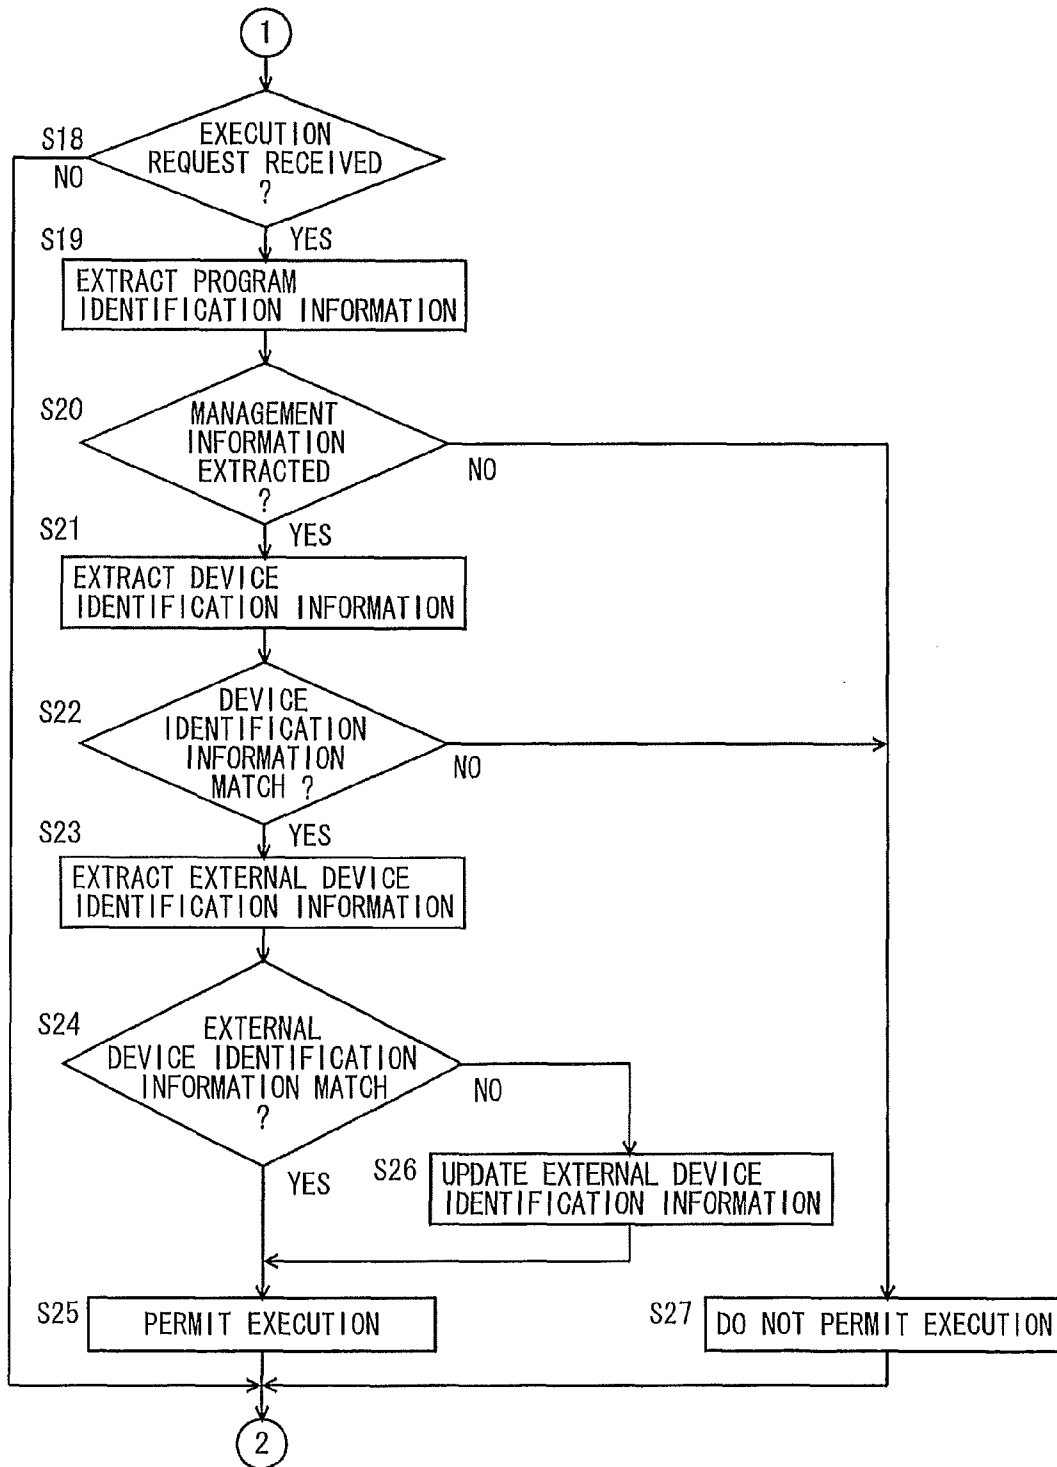 1
S18
EXECUTION
REQUEST RECEIVED
?
NO
YES
S19
EXTRACT PROGRAM
IDENTIFICATION INFORMATION
S20
MANAGEMENT
INFORMATION
EXTRACTED
?
NO
YES
S21
EXTRACT DEVICE
IDENTIFICATION INFORMATION
S22
DEVICE
IDENTIFICATION
INFORMATION
MATCH ?
NO
YES
S23
EXTRACT EXTERNAL DEVICE
IDENTIFICATION INFORMATION
S24
EXTERNAL
DEVICE IDENTIFICATION
INFORMATION MATCH
?
NO
YES
S26
UPDATE EXTERNAL DEVICE
IDENTIFICATION INFORMATION
S25
PERMIT EXECUTION
S27
DO NOT PERMIT EXECUTION
2